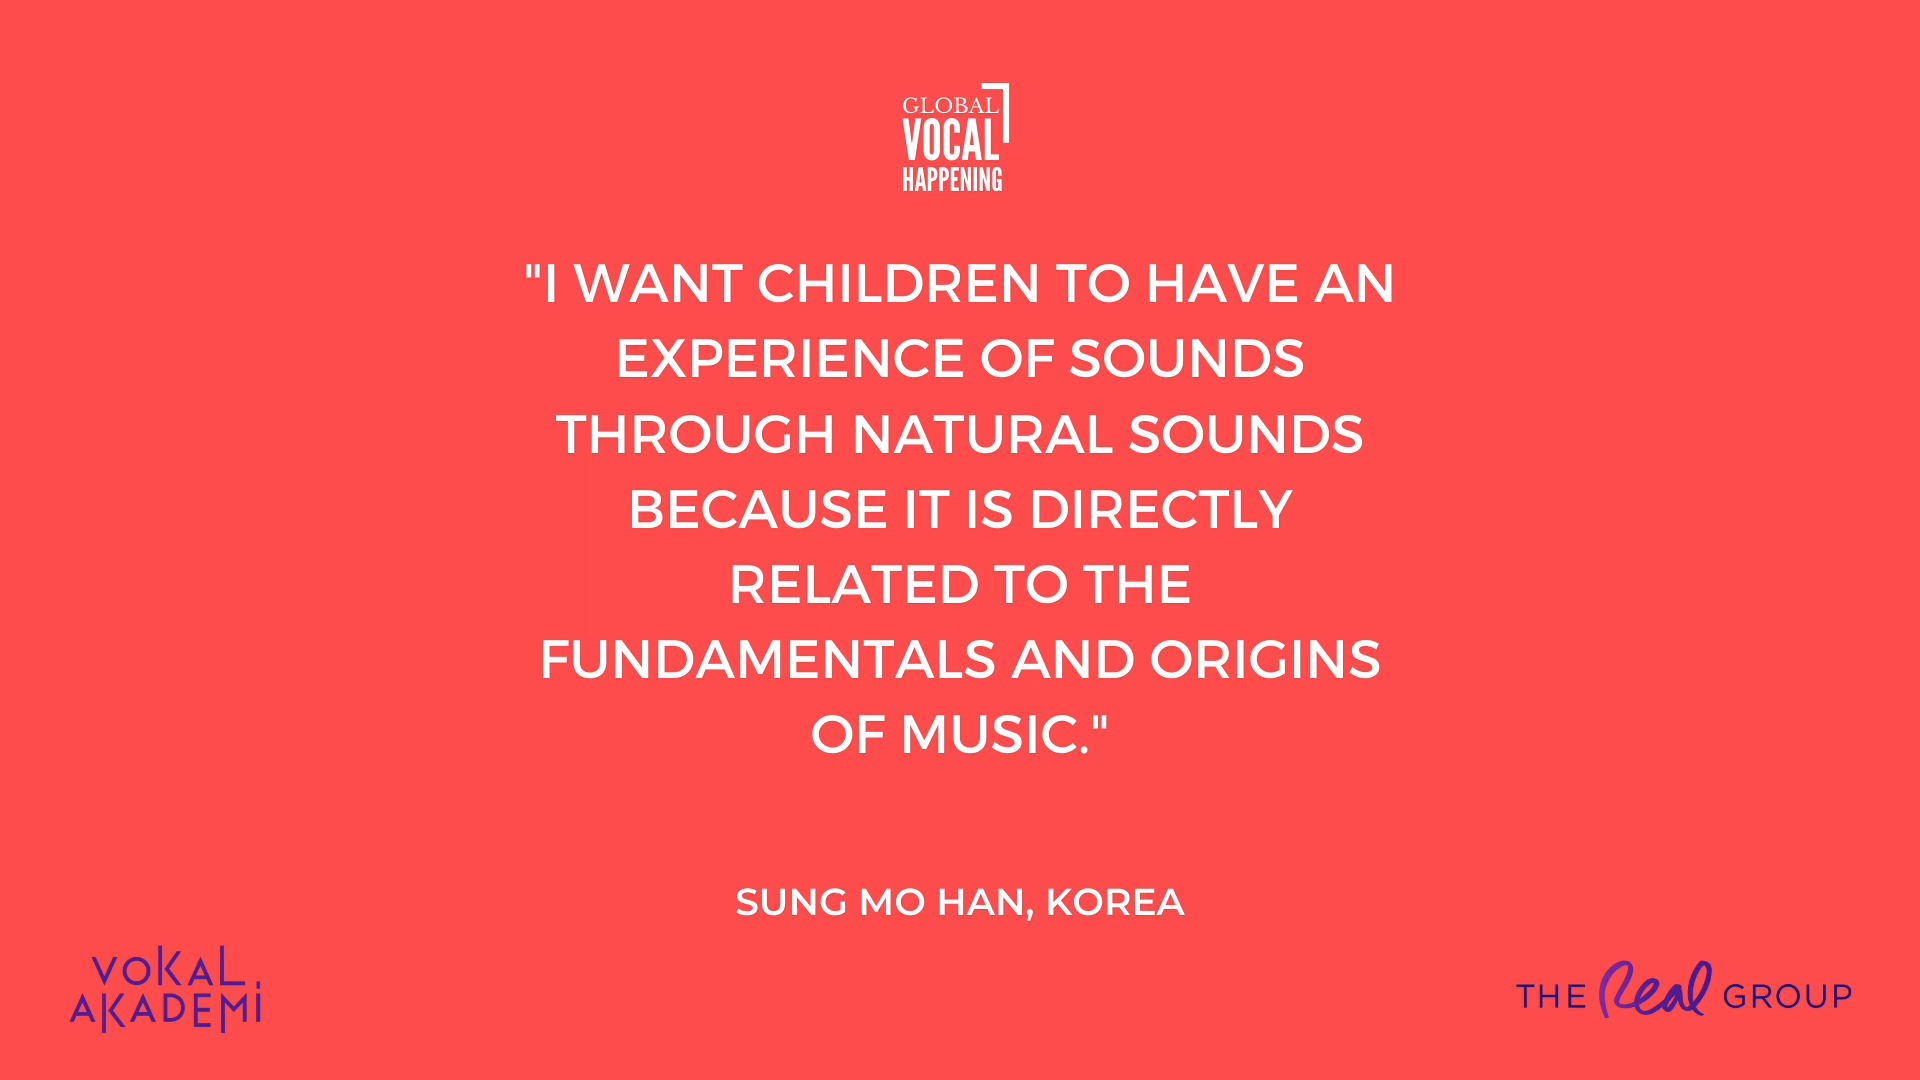 GLOBAL
VOCAL
HAPPENING
"I WANT CHILDREN TO HAVE AN
EXPERIENCE OF SOUNDS
THROUGH NATURAL SOUNDS
BECAUSE IT IS DIRECTLY
RELATED TO THE
FUNDAMENTALS AND ORIGINS
OF MUSIC."
SUNG MO HAN, KOREA
VOKAL
AKADEMI
THE Real GROUP